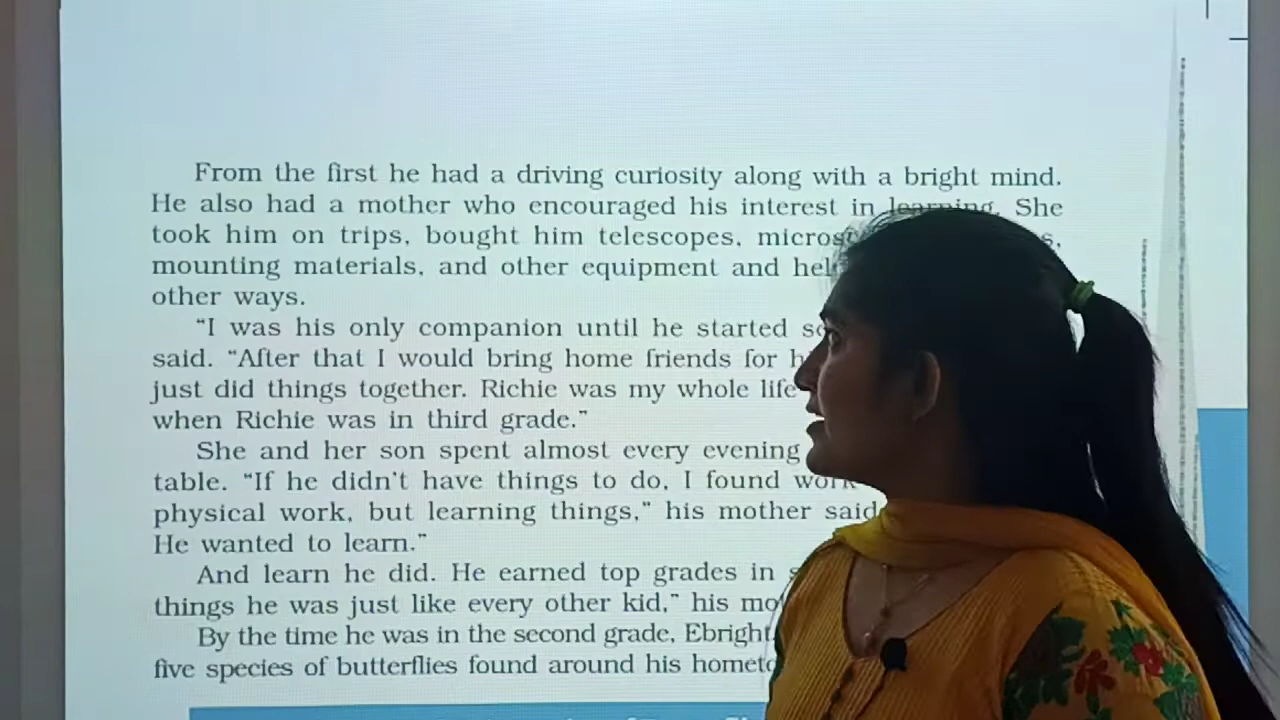 From the first he had a driving curiosity along with a bright mind.
He also had a mother who encouraged his interest in learning. She
took him on trips, bought him telescopes,
mounting materials, and other equipment and
other ways.
"I was his only companion until he started
said. "After that I would bring home friends for
just did things together. Richie was my whole life
when Richie was in third grade."
She and her son spent almost every evening
table. "If he didn't have things to do, I found work
physical work, but learning things," his mother said
He wanted to learn."
And learn he did. He earned top grades in
things he was just like every other kid," his
By the time he was in the second grade, Ebright
five species of butterflies found around his